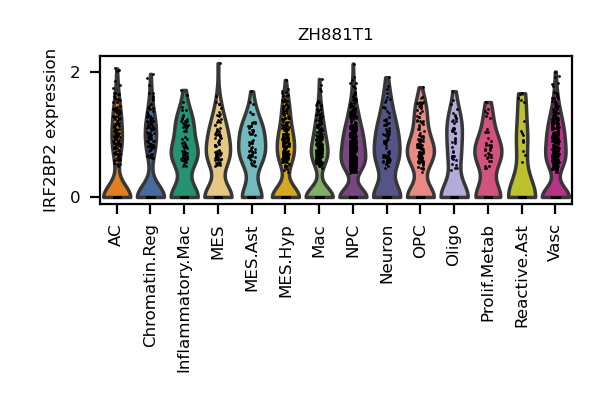 ZH881T1
IRF2BP2 expression
2
0
AC
Chromatin.Reg
Inflammatory.Mac
MES
MES.Ast
MES.Hyp
Mac
NPC
Neuron
OPC
Oligo
Prolif.Metab
Reactive.Ast
Vasc